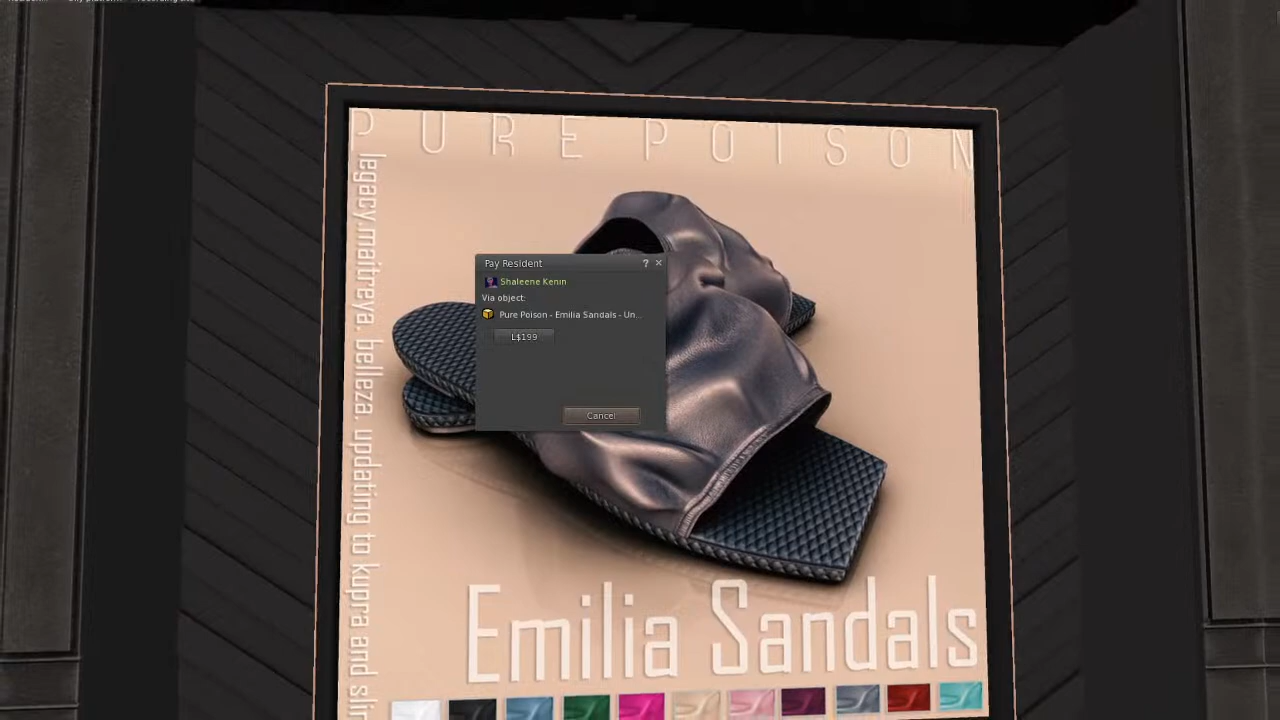 PURE POISON
legacy.maitreya. belleza. updating to kupra and
Pay Resident
?
Shaleene Kenin
Via object:
Pure Poison - Emilia Sandals - Un...
L$199
Cancel
Emilia Sandals